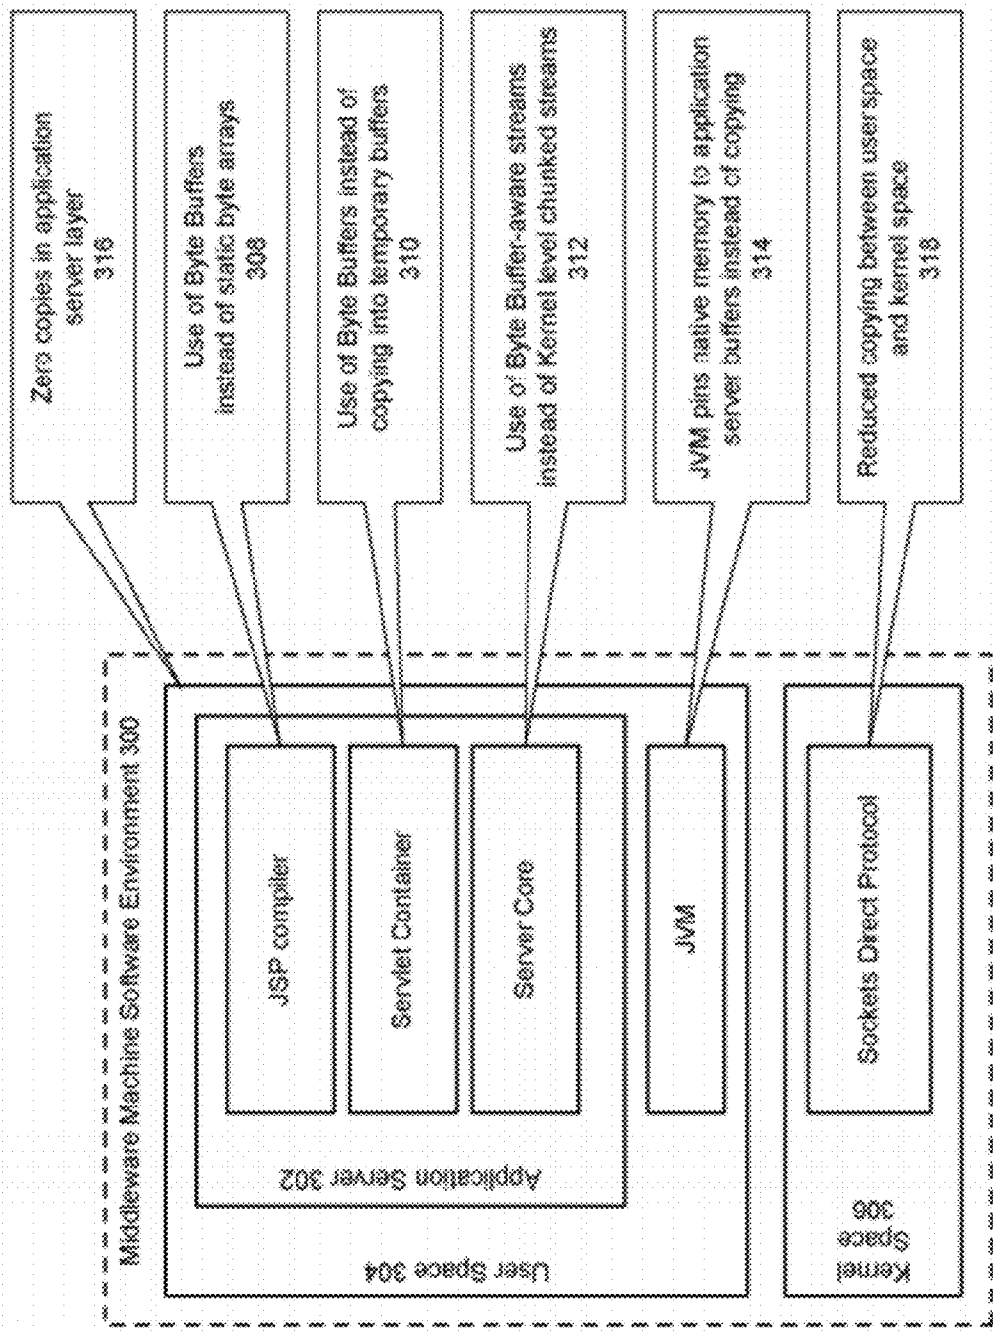 Middleware Machine Software Environment 300
User Space 304
Application Server 302
JSP compiler
Servlet Container
Server Core
JVM
Kernel
Space
306
Sockets Direct Protocol
Zero copies in application
server layer
316
Use of Byte Buffers
instead of static byte arrays
308
Use of Byte Buffers instead of
copying into temporary buffers
310
Use of Byte Buffer-aware streams
instead of Kernel level chunked streams
312
JVM pins native memory to application
server buffers instead of copying
314
Reduced copying between user space
and kernel space
318